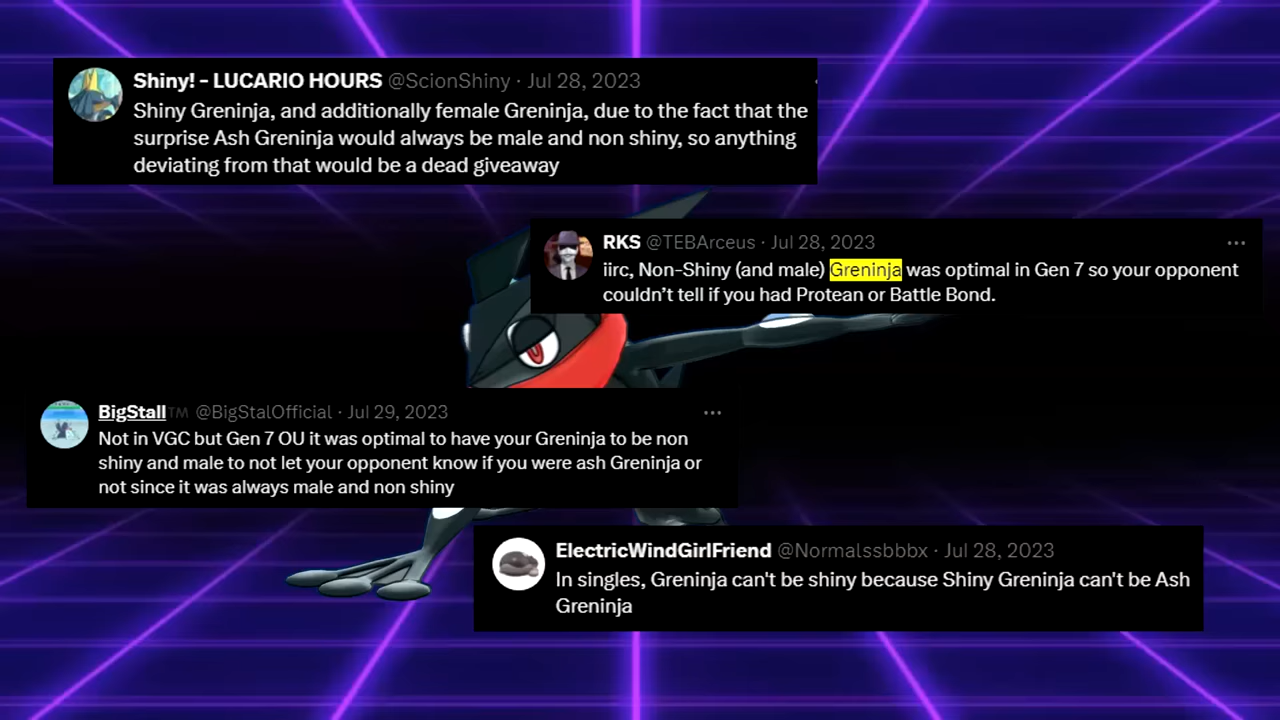 Shiny! - LUCARIO HOURS @ScionShiny · Jul 28, 2023
Shiny Greninja, and additionally female Greninja, due to the fact that the
surprise Ash Greninja would always be male and non shiny, so anything
deviating from that would be a dead giveaway
RKS @TEBArceus · Jul 28, 2023
iirc, Non-Shiny (and male) Greninja was optimal in Gen 7 so your opponent
couldn't tell if you had Protean or Battle Bond.
BigStall™ @BigStalOfficial · Jul 29, 2023
Not in VGC but Gen 7 OU it was optimal to have your Greninja to be non
shiny and male to not let your opponent know if you were ash Greninja or
not since it was always male and non shiny
ElectricWindGirlFriend @Normalssbbbx · Jul 28, 2023
In singles, Greninja can't be shiny because Shiny Greninja can't be Ash
Greninja